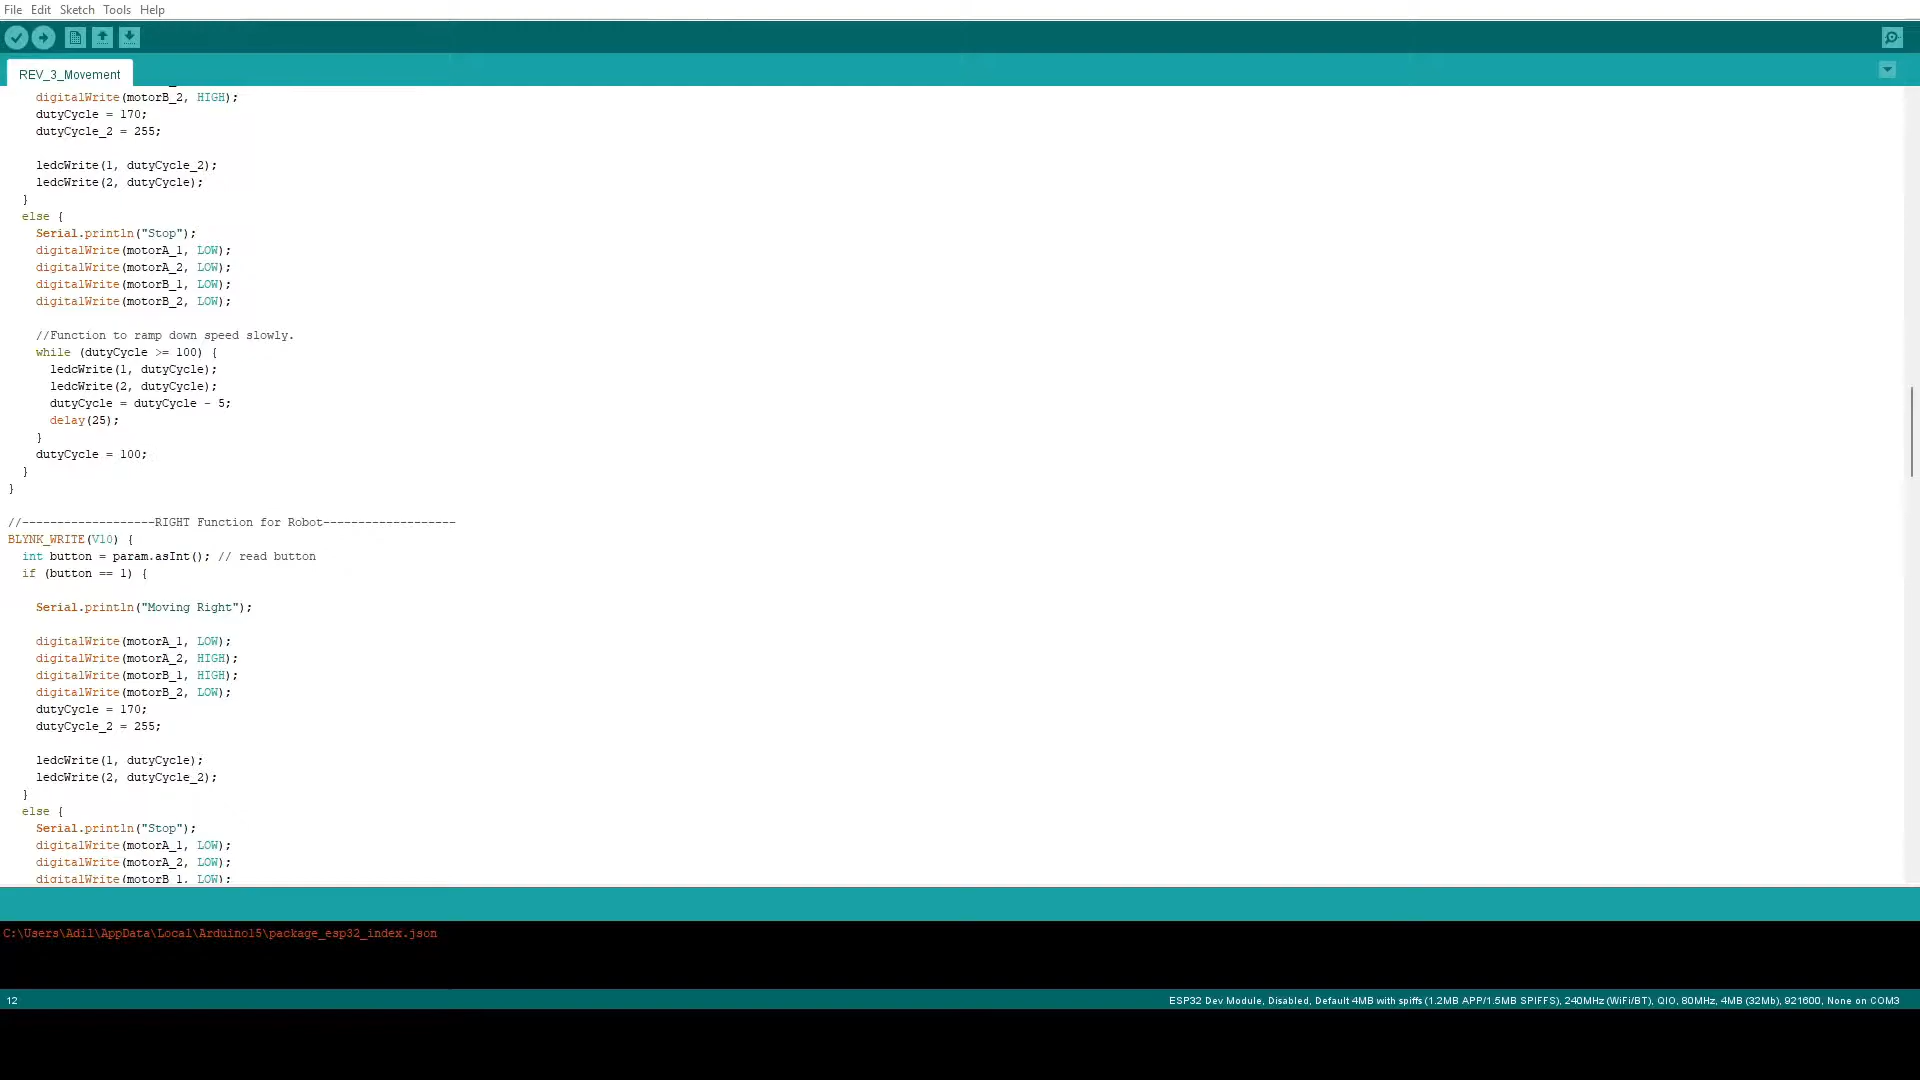 File Edit Sketch Tools Help
REV_3_Movement
digitalWrite(motorB_2, HIGH);
dutyCycle = 170;
dutyCycle_2 = 255;
ledcWrite(1, dutyCycle_2);
ledcWrite(2, dutyCycle);
}
else {
Serial.println("Stop");
digitalWrite(motorA_1, LOW);
digitalWrite(motorA_2, LOW);
digitalWrite(motorB_1, LOW);
digitalWrite(motorB_2, LOW);
//Function to ramp down speed slowly.
while (dutyCycle >= 100) {
ledcWrite(1, dutyCycle);
ledcWrite(2, dutyCycle);
dutyCycle = dutyCycle - 5;
delay(25);
}
dutyCycle = 100;
}
}
//-------------------RIGHT Function for Robot-------------------
BLYNK_WRITE(V10) {
int button = param.asInt(); // read button
if (button == 1) {
Serial.println("Moving Right");
digitalWrite(motorA_1, LOW);
digitalWrite(motorA_2, HIGH);
digitalWrite(motorB_1, HIGH);
digitalWrite(motorB_2, LOW);
dutyCycle = 170;
dutyCycle_2 = 255;
ledcWrite(1, dutyCycle);
ledcWrite(2, dutyCycle_2);
}
else {
Serial.println("Stop");
digitalWrite(motorA_1, LOW);
digitalWrite(motorA_2, LOW);
digitalWrite(motorB_1, LOW);
C:\Users\Adil\AppData\Local\Arduino15\package_esp32_index.json
12
ESP32 Dev Module, Disabled, Default 4MB with spiffs (1.2MB APP/1.5MB SPIFFS), 240MHz (WiFi/BT), QIO, 80MHz, 4MB (32Mb), 921600, None on COM3